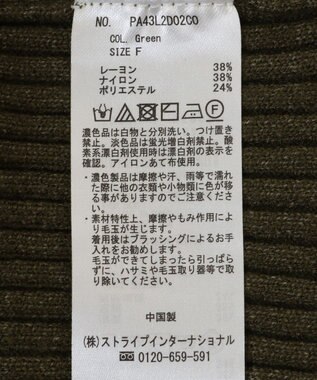 NO. PA43L2D02C0
COL. Green
SIZE F
レーヨン 38%
ナイロン 38%
ポリエステル 24%
濃色品は白物と分別洗い。つけ置き
禁止。淡色品は蛍光増白剤禁止。酸
素系漂白剤使用時は漂白剤の表示を
確認。アイロンあて布使用。
・濃色製品は摩擦や汗、雨等で濡れ
た際に他の衣類や小物類に色が移
る事がありますのでご注意くださ
い。
・素材特性上、摩擦やもみ作用によ
り毛玉が生じます。
着用後はブラッシングによるお手
入れをお勧めします。
毛玉ができてしまったら引っぱら
ずに、ハサミや毛玉取り器等で取
り除いてください。
中国製
(株)ストライプインターナショナル
0120-659-591